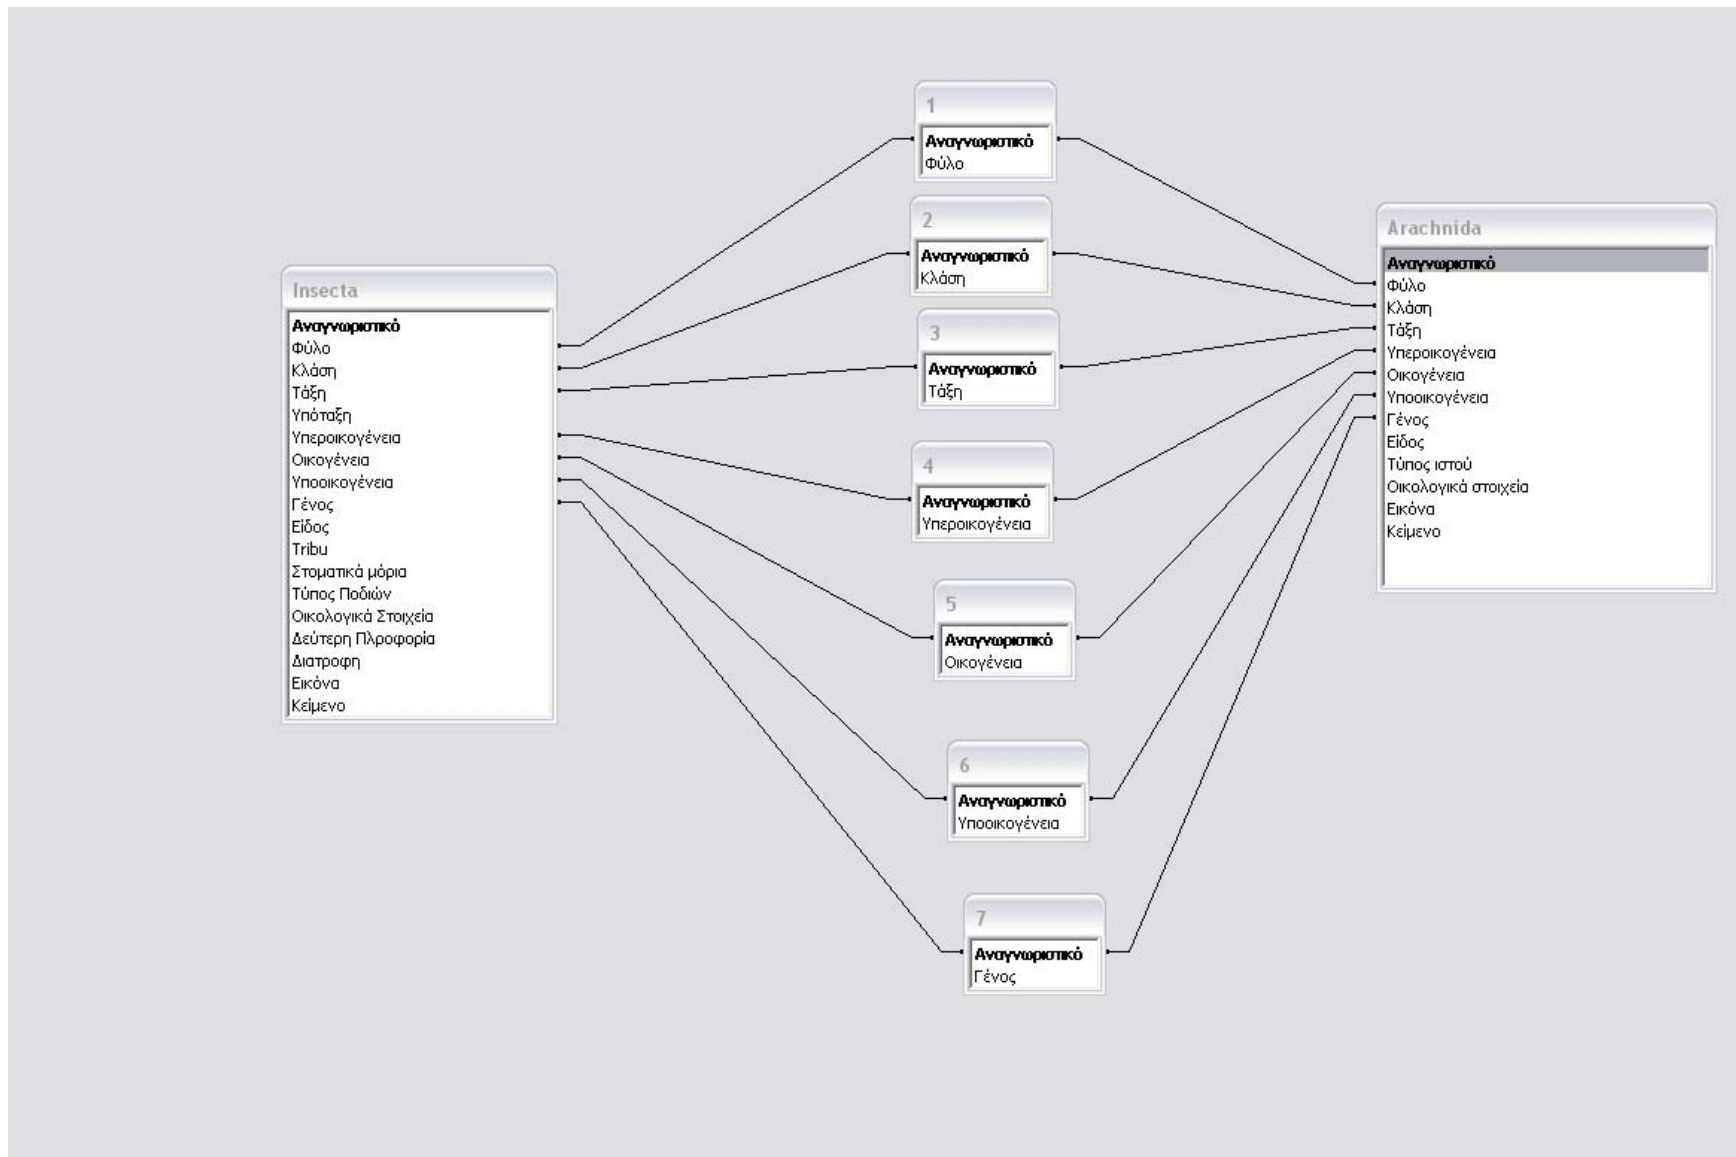 Insecta
Αναγνωριστικό
Φύλο
Κλάση
Τάξη
Υπόταξη
Υπεροικογένεια
Οικογένεια
Υποοικογένεια
Γένος
Είδος
Tribu
Στοματικά μόρια
Τύπος Ποδιών
Οικολογικά Στοιχεία
Δεύτερη Πλροφορία
Διατροφη
Εικόνα
Κείμενο
1
Αναγνωριστικό
Φύλο
2
Αναγνωριστικό
Κλάση
3
Αναγνωριστικό
Τάξη
4
Αναγνωριστικό
Υπεροικογένεια
5
Αναγνωριστικό
Οικογένεια
6
Αναγνωριστικό
Υποοικογένεια
7
Αναγνωριστικό
Γένος
Arachnida
Αναγνωριστικό
Φύλο
Κλάση
Τάξη
Υπεροικογένεια
Οικογένεια
Υποοικογένεια
Γένος
Είδος
Τύπος ιστού
Οικολογικά στοιχεία
Εικόνα
Κείμενο